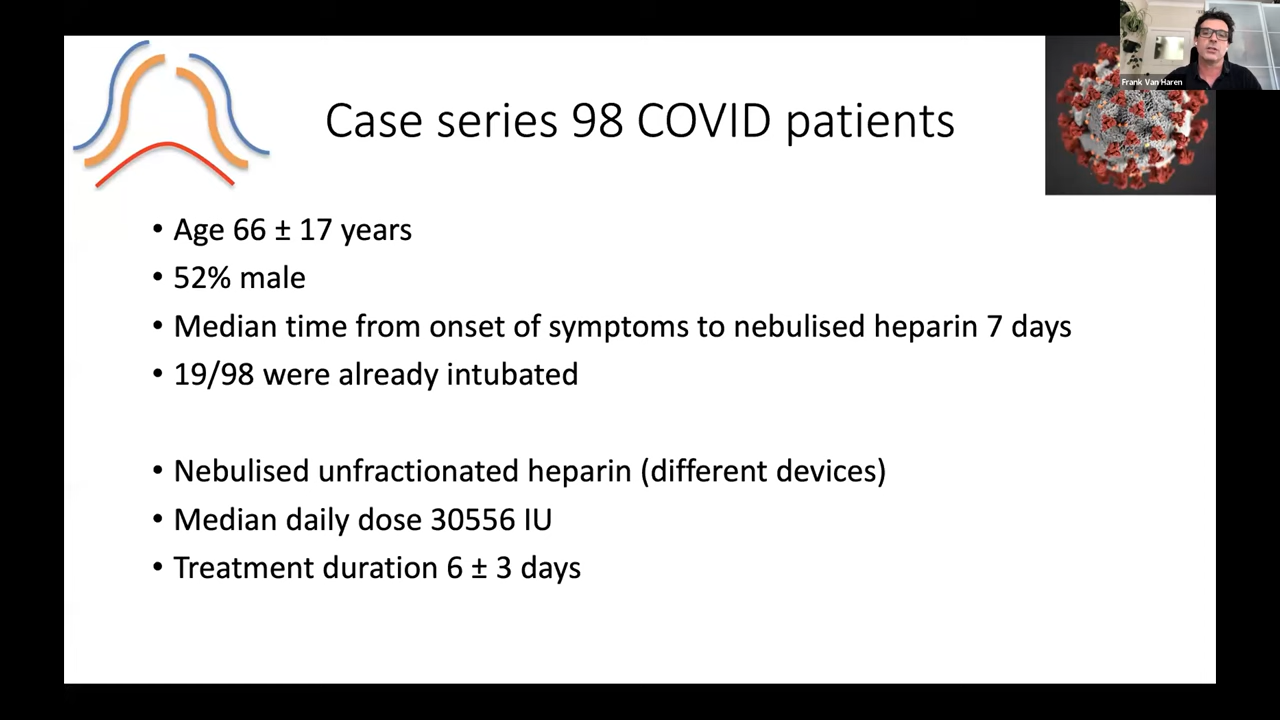 Frank Van Haren
Case series 98 COVID patients
• Age 66 ± 17 years
• 52% male
• Median time from onset of symptoms to nebulised heparin 7 days
• 19/98 were already intubated
• Nebulised unfractionated heparin (different devices)
• Median daily dose 30556 IU
• Treatment duration 6 ± 3 days